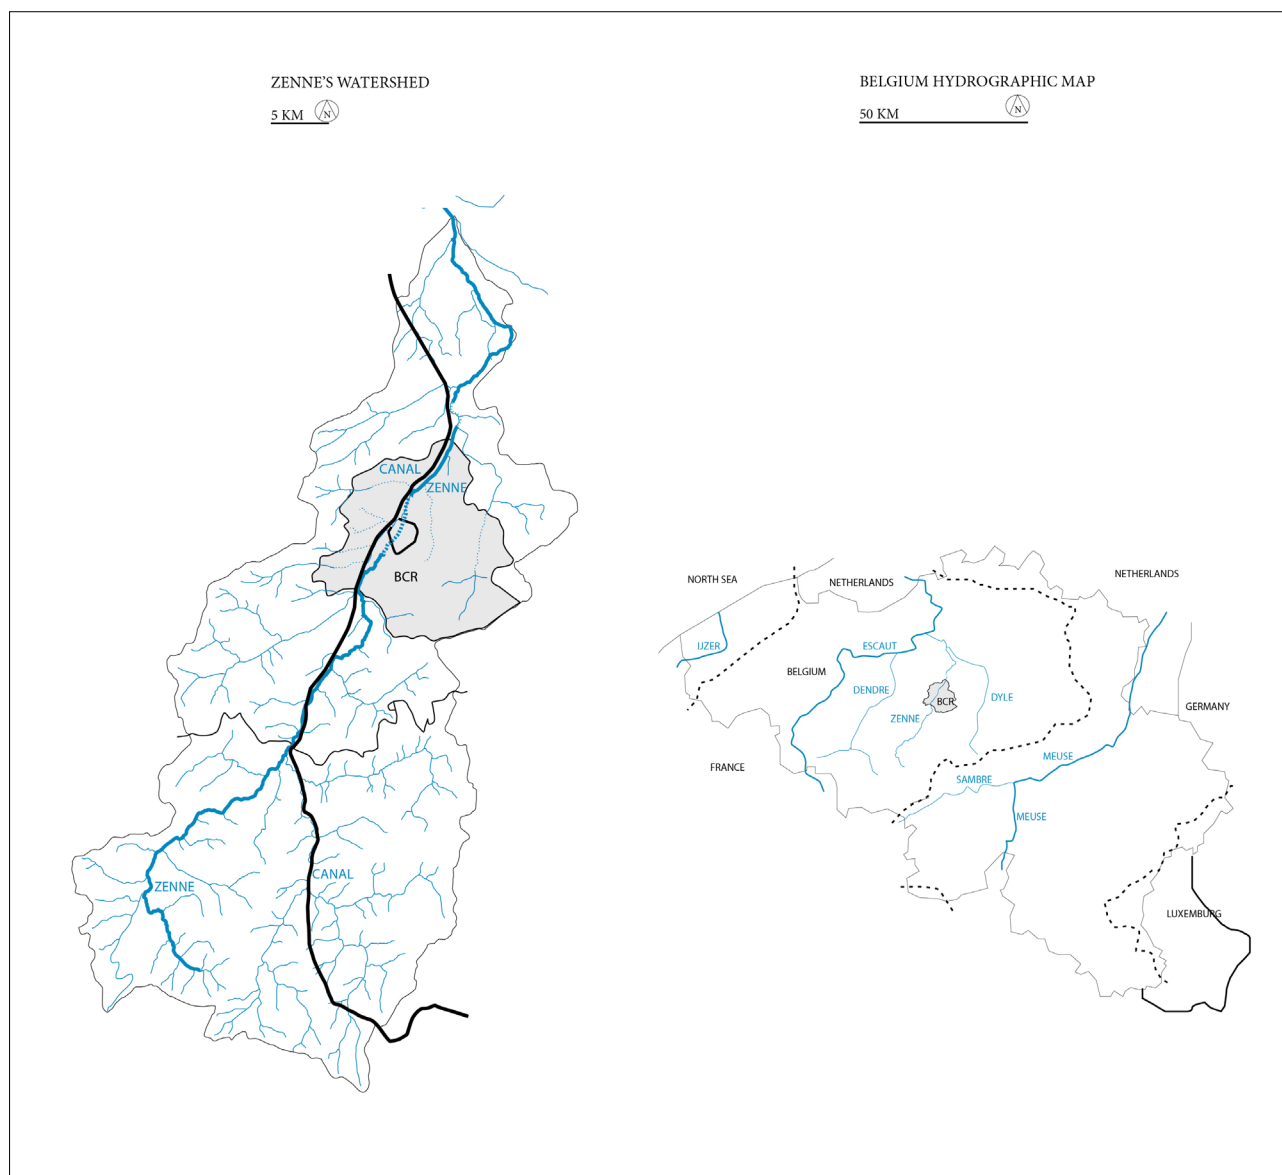 ZENNE'S WATERSHED
5 KM
N
CANAL
ZENNE
BCR
ZENNE
CANAL
BELGIUM HYDROGRAPHIC MAP
50 KM
N
NORTH SEA
NETHERLANDS
NETHERLANDS
IJZER
ESCAUT
BELGIUM
DENDRE
BCR
DYLE
ZENNE
GERMANY
FRANCE
MEUSE
SAMBRE
MEUSE
LUXEMBURG